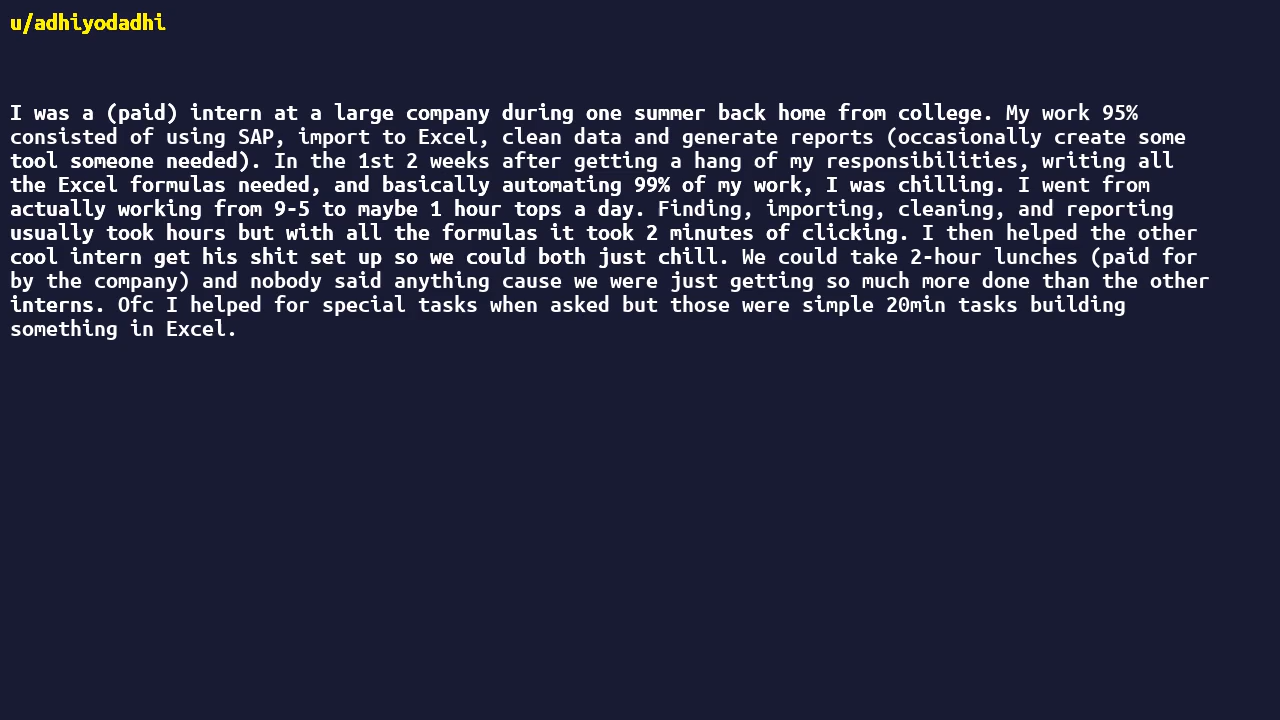 u/adhiyodadhi
I was a (paid) intern at a large company during one summer back home from college. My work 95%
consisted of using SAP, import to Excel, clean data and generate reports (occasionally create some
tool someone needed). In the 1st 2 weeks after getting a hang of my responsibilities, writing all
the Excel formulas needed, and basically automating 99% of my work, I was chilling. I went from
actually working from 9-5 to maybe 1 hour tops a day. Finding, importing, cleaning, and reporting
usually took hours but with all the formulas it took 2 minutes of clicking. I then helped the other
cool intern get his shit set up so we could both just chill. We could take 2-hour lunches (paid for
by the company) and nobody said anything cause we were just getting so much more done than the other
interns. Ofc I helped for special tasks when asked but those were simple 20min tasks building
something in Excel.